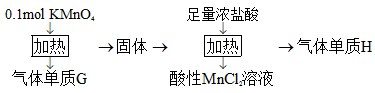 0.1mol KMnO₄ 足量浓盐酸
加热 → 固体 → 加热 → 气体单质H
气体单质G 酸性MnCl₂溶液